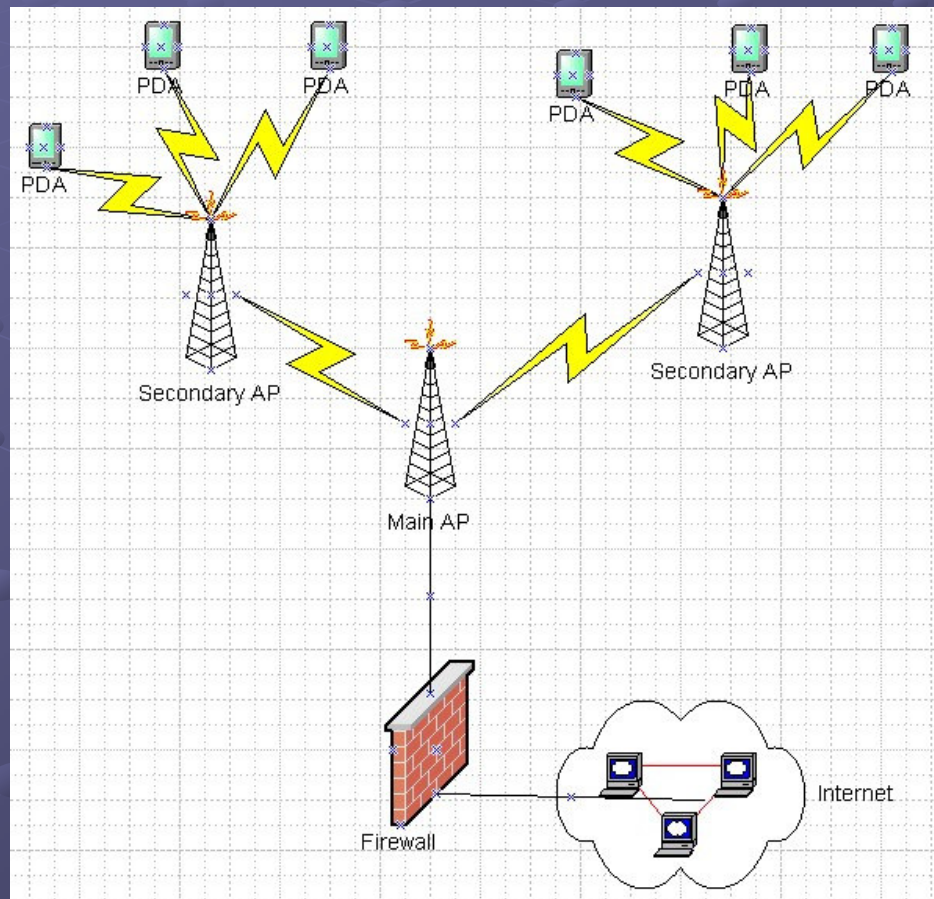 PDA
PDA
PDA
PDA
PDA
PDA
Secondary AP
Secondary AP
Main AP
Firewall
Internet